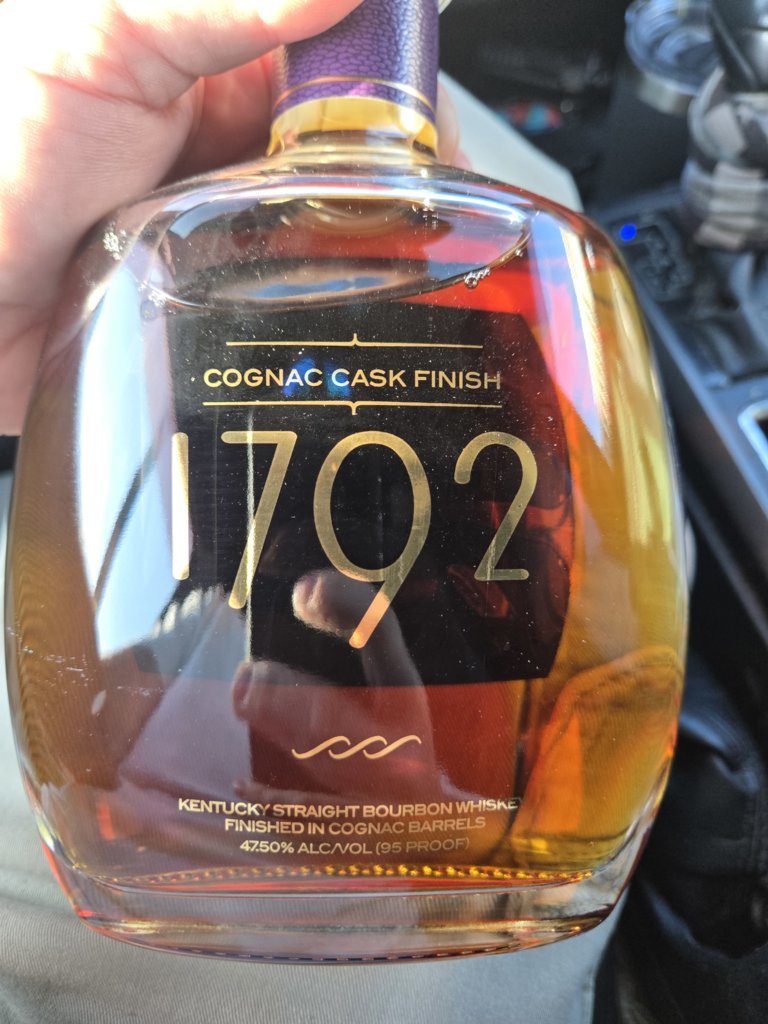 COGNAC CASK FINISH
1792
KENTUCKY STRAIGHT BOURBON WHISKEY
FINISHED IN COGNAC BARRELS
47.50% ALC/VOL (95 PROOF)